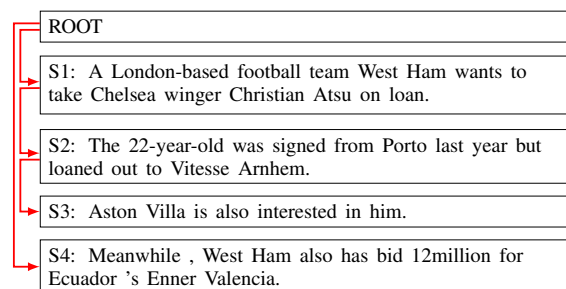 ROOT
S1: A London-based football team West Ham wants to
take Chelsea winger Christian Atsu on loan.
S2: The 22-year-old was signed from Porto last year but
loaned out to Vitesse Arnhem.
S3: Aston Villa is also interested in him.
S4: Meanwhile , West Ham also has bid 12million for
Ecuador 's Enner Valencia.